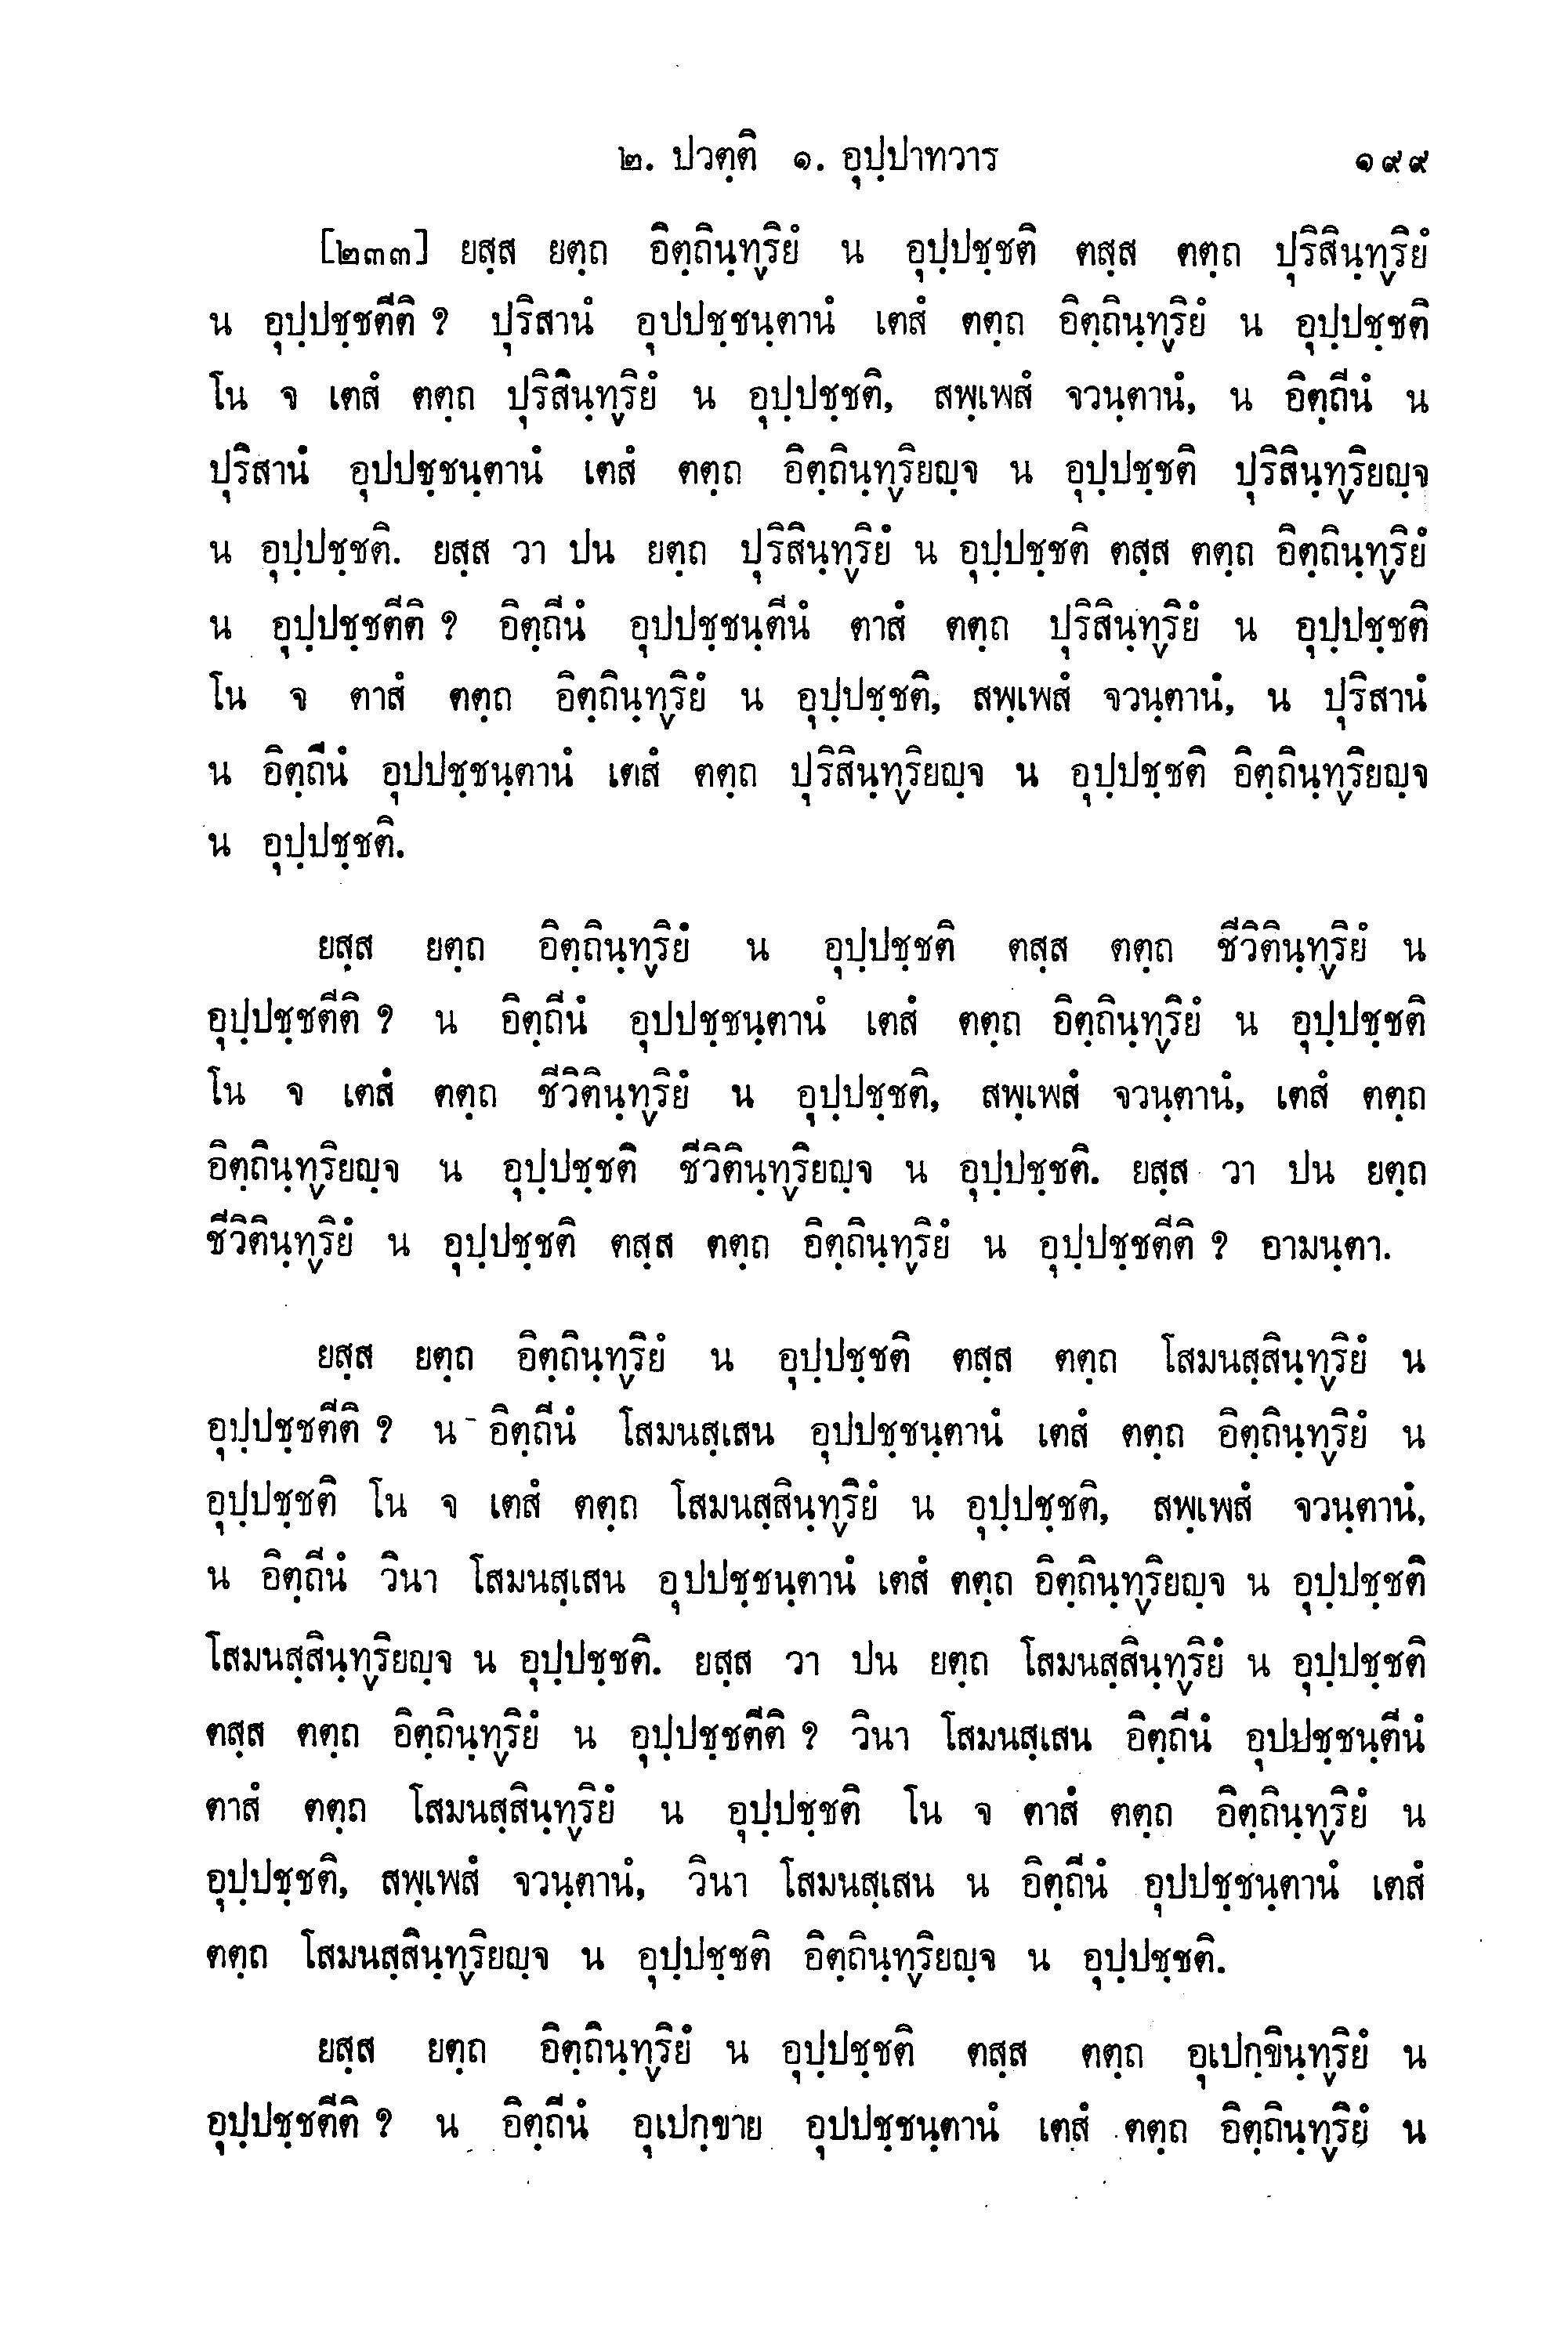 ๒. ปวตฺติ ๑. อุปฺปาทวาร ๑๙๙
[๒๓๓] ยสฺส ยตฺถ อิตฺถินฺทฺริยํ น อุปฺปชฺชติ ตสฺส ตตฺถ ปุริสินฺทฺริยํ
น อุปฺปชฺชตีติ ? ปุริสานํ อุปปชฺชนฺตานํ เตสํ ตตฺถ อิตฺถินฺทฺริยํ น อุปฺปชฺชติ
โน จ เตสํ ตตฺถ ปุริสินฺทฺริยํ น อุปฺปชฺชติ, สพฺเพสํ จวนฺตานํ, น อิตฺถีนํ น
ปุริสานํ อุปปชฺชนฺตานํ เตสํ ตตฺถ อิตฺถินฺทฺริยญฺจ น อุปฺปชฺชติ ปุริสินฺทฺริยญฺจ
น อุปฺปชฺชติ. ยสฺส วา ปน ยตฺถ ปุริสินฺทฺริยํ น อุปฺปชฺชติ ตสฺส ตตฺถ อิตฺถินฺทฺริยํ
น อุปฺปชฺชตีติ ? อิตฺถีนํ อุปปชฺชนฺตีนํ ตาสํ ตตฺถ ปุริสินฺทฺริยํ น อุปฺปชฺชติ
โน จ ตาสํ ตตฺถ อิตฺถินฺทฺริยํ น อุปฺปชฺชติ, สพฺเพสํ จวนฺตานํ, น ปุริสานํ
น อิตฺถีนํ อุปปชฺชนฺตานํ เตสํ ตตฺถ ปุริสินฺทฺริยญฺจ น อุปฺปชฺชติ อิตฺถินฺทฺริยญฺจ
น อุปฺปชฺชติ.
ยสฺส ยตฺถ อิตฺถินฺทฺริยํ น อุปฺปชฺชติ ตสฺส ตตฺถ ชีวิตินฺทฺริยํ น
อุปฺปชฺชตีติ ? น อิตฺถีนํ อุปปชฺชนฺตานํ เตสํ ตตฺถ อิตฺถินฺทฺริยํ น อุปฺปชฺชติ
โน จ เตสํ ตตฺถ ชีวิตินฺทฺริยํ น อุปฺปชฺชติ, สพฺเพสํ จวนฺตานํ, เตสํ ตตฺถ
อิตฺถินฺทฺริยญฺจ น อุปฺปชฺชติ ชีวิตินฺทฺริยญฺจ น อุปฺปชฺชติ. ยสฺส วา ปน ยตฺถ
ชีวิตินฺทฺริยํ น อุปฺปชฺชติ ตสฺส ตตฺถ อิตฺถินฺทฺริยํ น อุปฺปชฺชตีติ ? อามนฺตา.
ยสฺส ยตฺถ อิตฺถินฺทฺริยํ น อุปฺปชฺชติ ตสฺส ตตฺถ โสมนสฺสินฺทฺริยํ น
อุปฺปชฺชตีติ ? น อิตฺถีนํ โสมนสฺเสน อุปปชฺชนฺตานํ เตสํ ตตฺถ อิตฺถินฺทฺริยํ น
อุปฺปชฺชติ โน จ เตสํ ตตฺถ โสมนสฺสินฺทฺริยํ น อุปฺปชฺชติ, สพฺเพสํ จวนฺตานํ,
น อิตฺถีนํ วินา โสมนสฺเสน อุปปชฺชนฺตานํ เตสํ ตตฺถ อิตฺถินฺทฺริยญฺจ น อุปฺปชฺชติ
โสมนสฺสินฺทฺริยญฺจ น อุปฺปชฺชติ. ยสฺส วา ปน ยตฺถ โสมนสฺสินฺทฺริยํ น อุปฺปชฺชติ
ตสฺส ตตฺถ อิตฺถินฺทฺริยํ น อุปฺปชฺชตีติ ? วินา โสมนสฺเสน อิตฺถีนํ อุปปชฺชนฺตีนํ
ตาสํ ตตฺถ โสมนสฺสินฺทฺริยํ น อุปฺปชฺชติ โน จ ตาสํ ตตฺถ อิตฺถินฺทฺริยํ น
อุปฺปชฺชติ, สพฺเพสํ จวนฺตานํ, วินา โสมนสฺเสน น อิตฺถีนํ อุปปชฺชนฺตานํ เตสํ
ตตฺถ โสมนสฺสินฺทฺริยญฺจ น อุปฺปชฺชติ อิตฺถินฺทฺริยญฺจ น อุปฺปชฺชติ.
ยสฺส ยตฺถ อิตฺถินฺทฺริยํ น อุปฺปชฺชติ ตสฺส ตตฺถ อุเปกฺขินฺทฺริยํ น
อุปฺปชฺชตีติ ? น อิตฺถีนํ อุเปกฺขาย อุปปชฺชนฺตานํ เตสํ ตตฺถ อิตฺถินฺทฺริยํ น